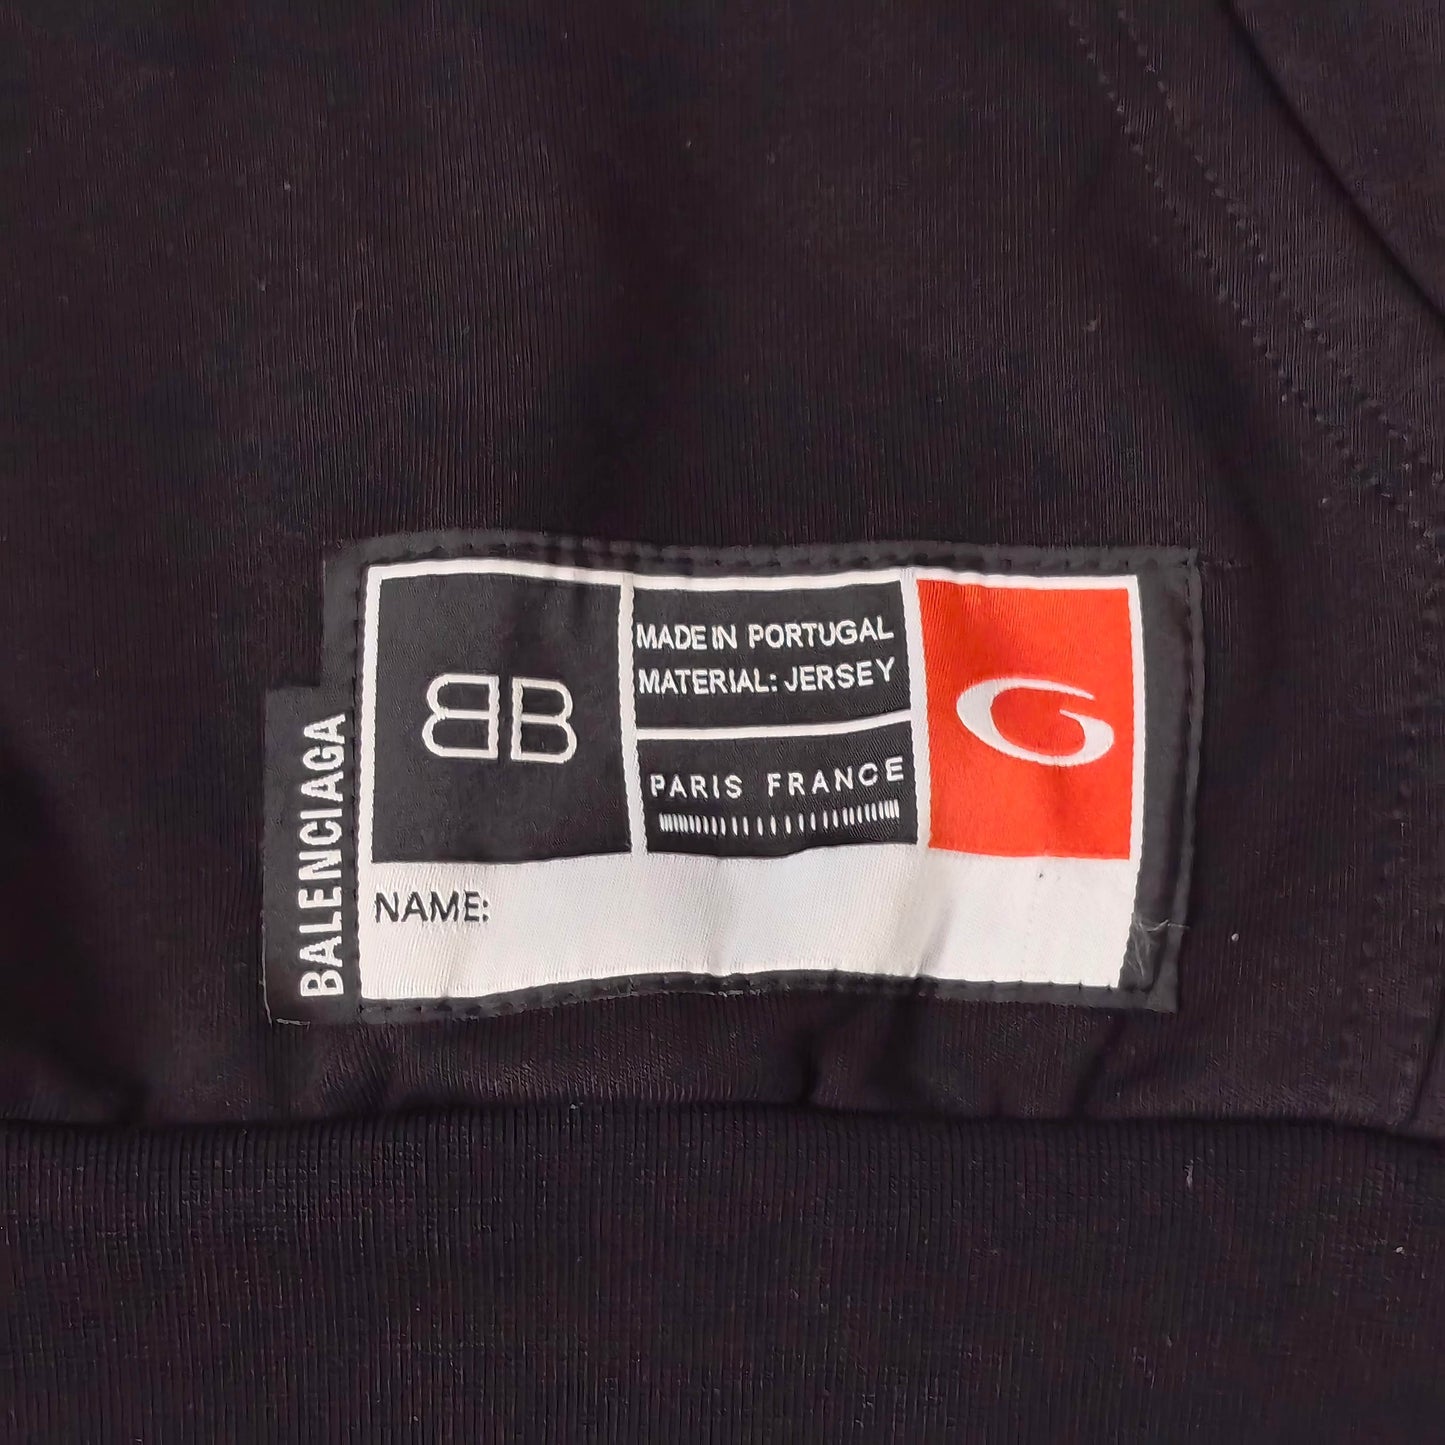 BALENCIAGA
BB
MADE IN PORTUGAL
MATERIAL: JERSEY
PARIS FRANCE
G
NAME: